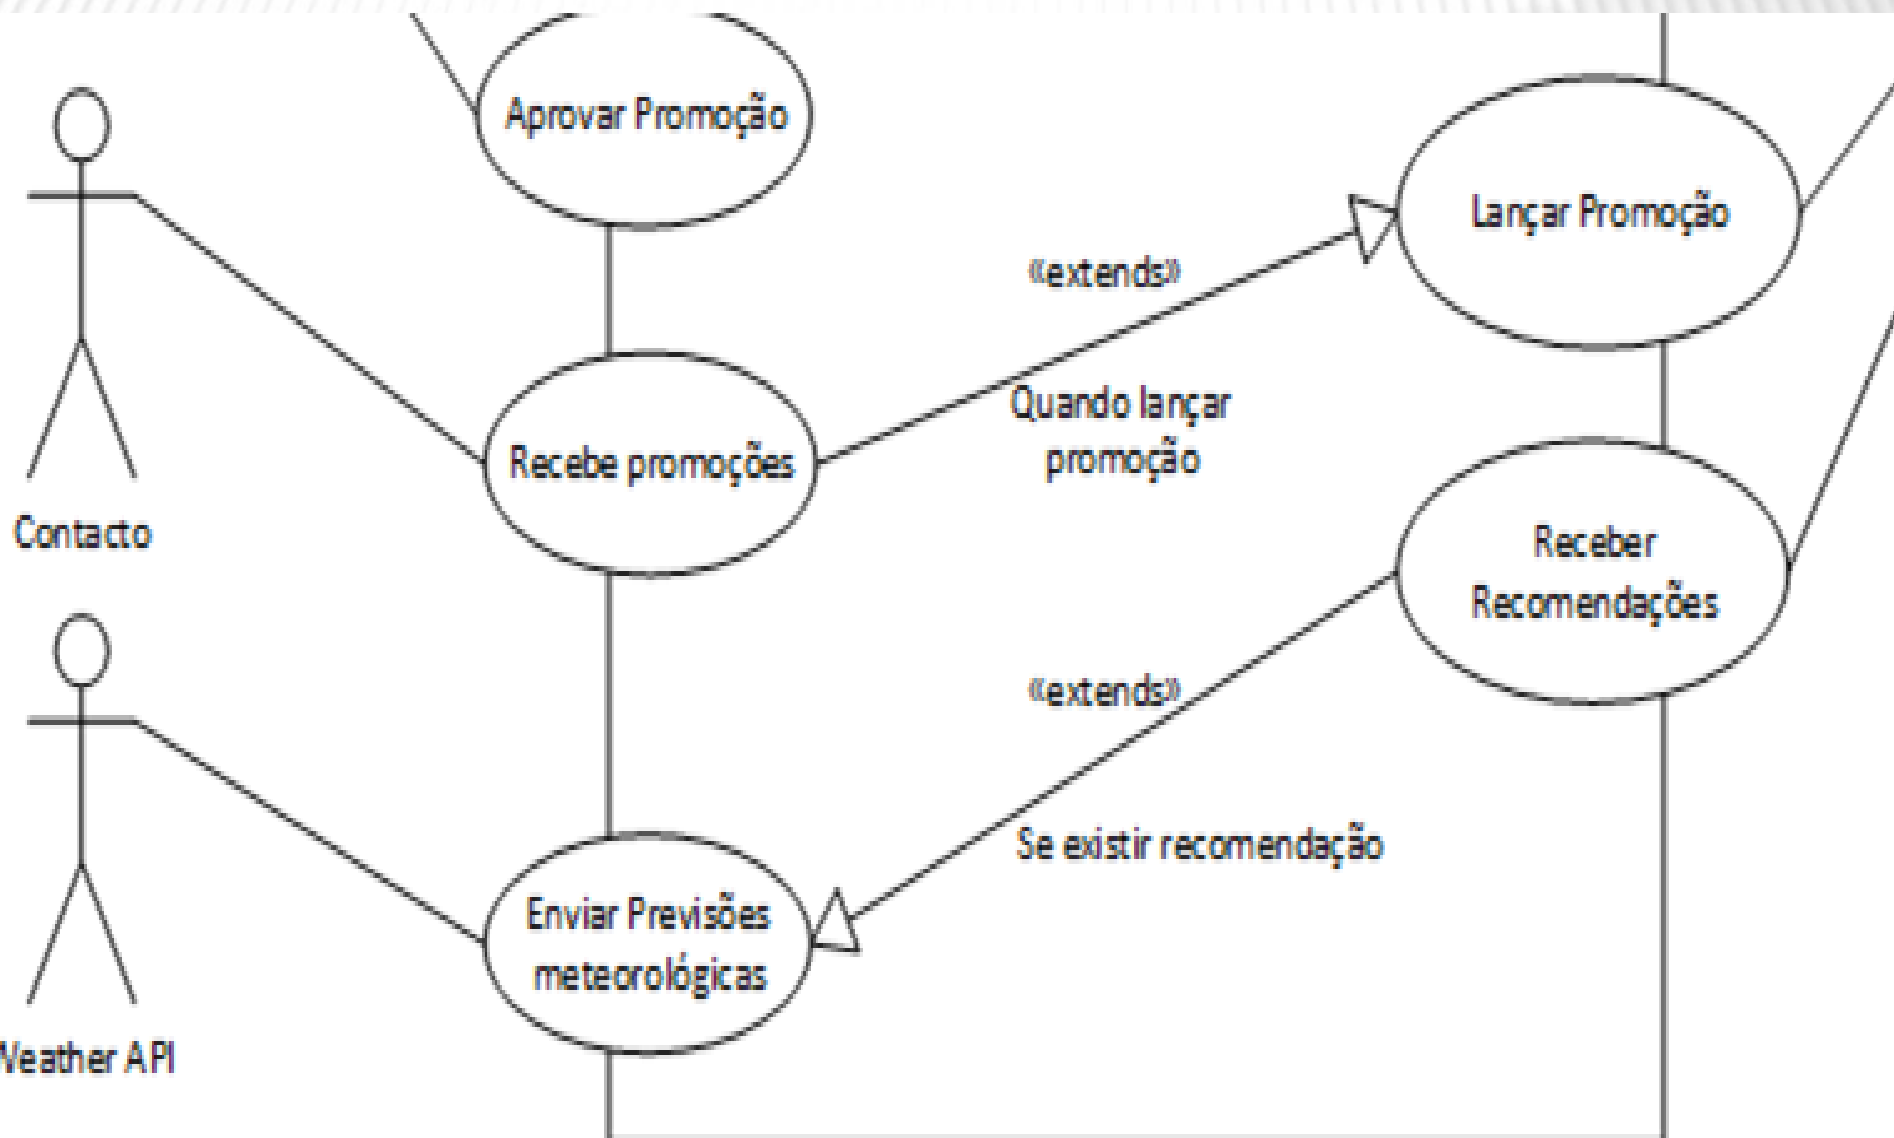 Aprovar Promoção
Lançar Promoção
«extends»
Quando lançar
promoção
Recebe promoções
Contacto
Receber
Recomendações
«extends»
Se existir recomendação
Enviar Previsões
meteorológicas
Weather API